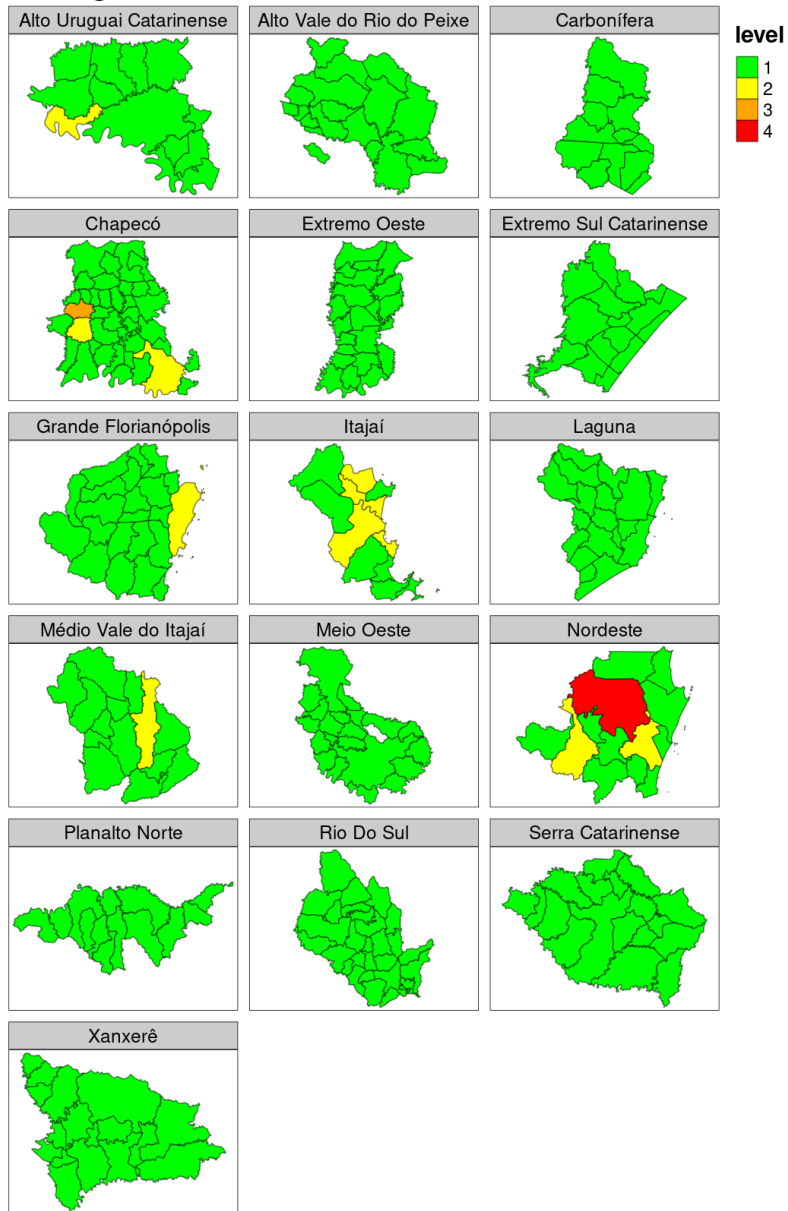 Alto Uruguai Catarinense
Alto Vale do Rio do Peixe
Carbonífera
level
1
2
3
4
Chapecó
Extremo Oeste
Extremo Sul Catarinense
Grande Florianópolis
Itajaí
Laguna
Médio Vale do Itajaí
Meio Oeste
Nordeste
Planalto Norte
Rio Do Sul
Serra Catarinense
Xanxerê